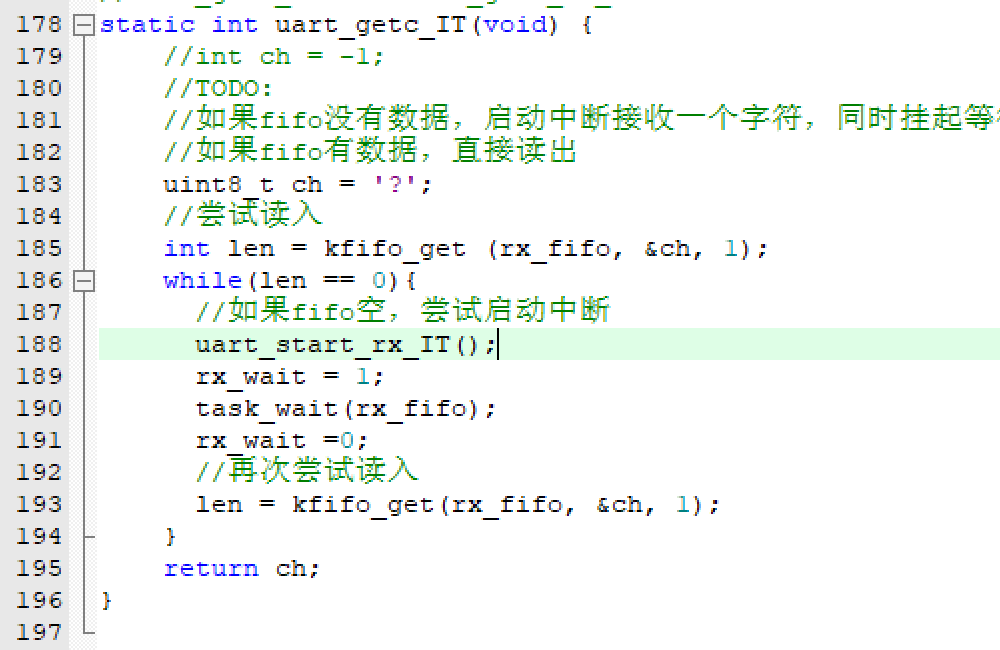 178 static int uart_getc_IT(void) {
179 //int ch = -1;
180 //TODO:
181 //如果fifo没有数据，启动中断接收一个字符，同时挂起等
182 //如果fifo有数据，直接读出
183 uint8_t ch = '?';
184 //尝试读入
185 int len = kfifo_get (rx_fifo, &ch, 1);
186 while(len == 0){
187 //如果fifo空，尝试启动中断
188 uart_start_rx_IT();
189 rx_wait = 1;
190 task_wait(rx_fifo);
191 rx_wait =0;
192 //再次尝试读入
193 len = kfifo_get(rx_fifo, &ch, 1);
194 }
195 return ch;
196 }
197